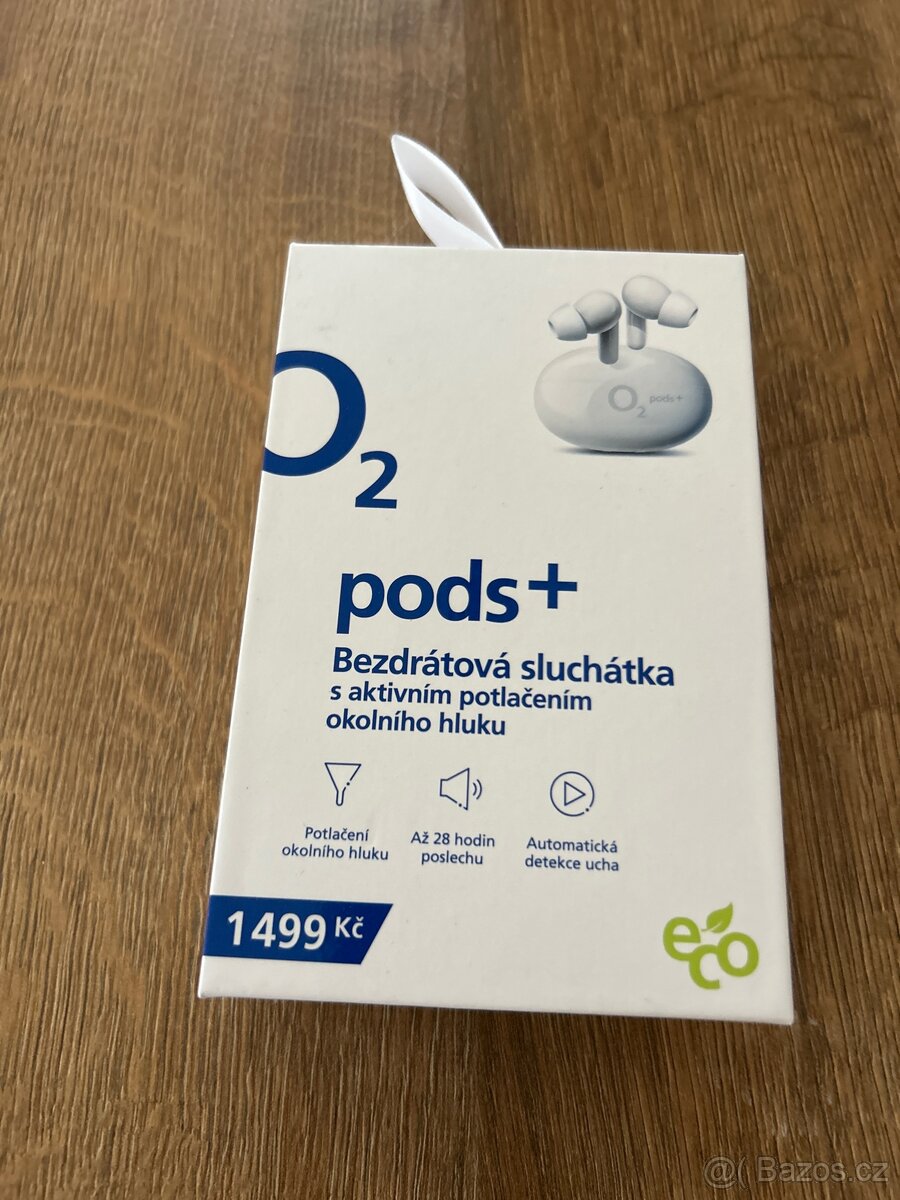 O2 pods+
O2
pods+
Bezdrátová sluchátka
s aktivním potlačením
okolního hluku
Potlačení
okolního hluku
Až 28 hodin
poslechu
Automatická
detekce ucha
1499 Kč
eco
@( Bazos.cz